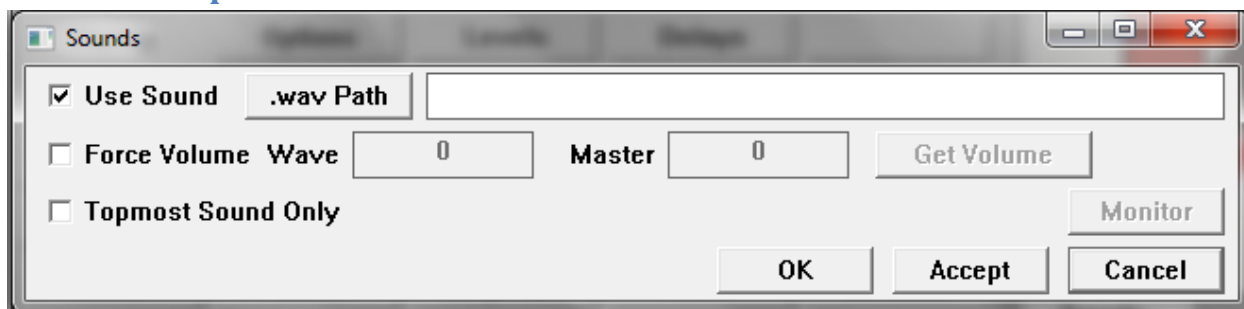 Sounds
Use Sound .wav Path
Force Volume Wave 0 Master 0 Get Volume
Topmost Sound Only Monitor
OK Accept Cancel